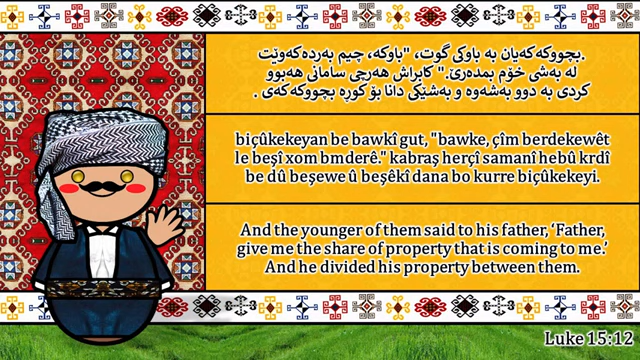 بچووکەکەیان بە باوکی گوت، "باوکە، چیم بەردەکەوێت.
لە بەشی خۆم بمدەرێ." کابراش هەرچی سامانی هەبوو
کردی بە دوو بەشەوە و بەشێکی دانا بۆ کوڕە بچووکەکەی .
biçûkekeyan be bawkî gut, "bawke, çîm berdekewêt
le beşî xom bmderê." kabraş herçî samanî hebû krdî
be dû beşewe û beşêkî dana bo kurre biçûkekeyi.
And the younger of them said to his father, ‘Father,
give me the share of property that is coming to me.’
And he divided his property between them.
Luke 15:12